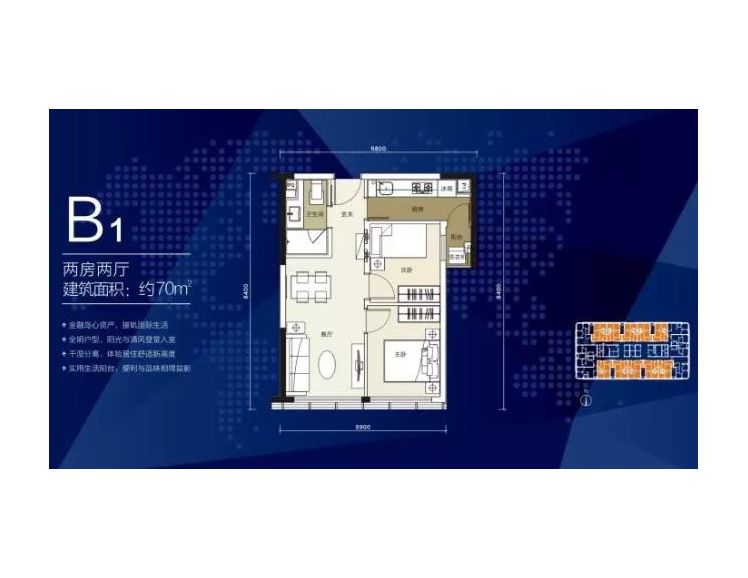 B1
两房两厅
建筑面积：约70m²
金融岛心资产，接轨国际生活
全明户型，阳光与清风登堂入室
干湿分离，体验居住舒适新高度
实用生活阳台，便利与品味相得益彰
6800
冰箱
卫生间
玄关
厨房
阳台
洗衣机
次卧
8400
8400
餐厅
主卧
5900